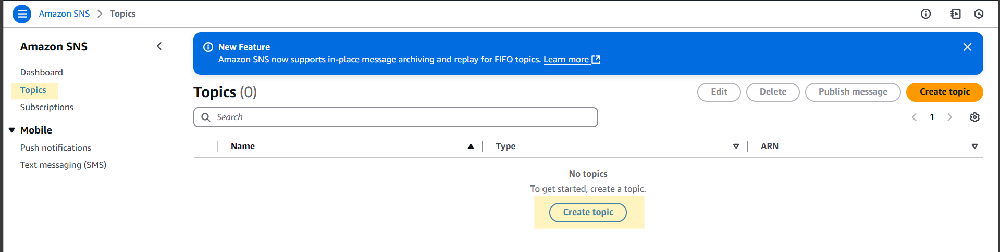 Amazon SNS > Topics
Amazon SNS
Dashboard
Topics
Subscriptions
Mobile
Push notifications
Text messaging (SMS)
New Feature
Amazon SNS now supports in-place message archiving and replay for FIFO topics. Learn more
Topics (0)
Edit
Delete
Publish message
Create topic
Search
1
Name
Type
ARN
No topics
To get started, create a topic.
Create topic